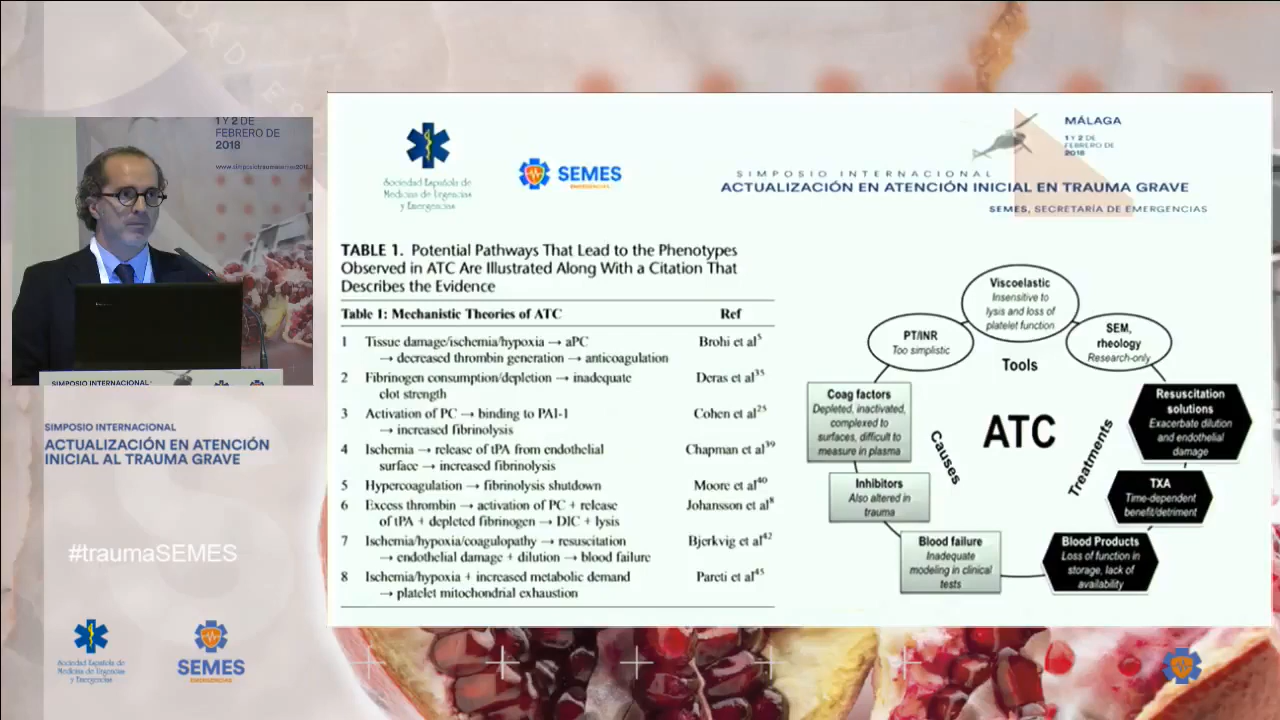 1 Y 2 DE
FEBRERO DE
2018
SIMPOSIO INTERNACIONAL
SIMPOSIO INTERNACIONAL
ACTUALIZACIÓN EN ATENCIÓN
INICIAL AL TRAUMA GRAVE
#traumaSEMES
Sociedad Española de
Medicina de Urgencias
y Emergencias
SEMES
EMERGENCIAS
Sociedad Española de
Medicina de Urgencias
y Emergencias
SEMES
EMERGENCIAS
MÁLAGA
1 Y 2 DE
FEBRERO DE
2018
SIMPOSIO INTERNACIONAL
ACTUALIZACIÓN EN ATENCIÓN INICIAL EN TRAUMA GRAVE
SEMES, SECRETARÍA DE EMERGENCIAS
TABLE 1. Potential Pathways That Lead to the Phenotypes
Observed in ATC Are Illustrated Along With a Citation That
Describes the Evidence
Table 1: Mechanistic Theories of ATC Ref
1 Tissue damage/ischemia/hypoxia → aPC Brohi et al5
→ decreased thrombin generation → anticoagulation
2 Fibrinogen consumption/depletion → inadequate Deras et al35
clot strength
3 Activation of PC → binding to PAI-1 Cohen et al25
→ increased fibrinolysis
4 Ischemia → release of tPA from endothelial Chapman et al39
surface → increased fibrinolysis
5 Hypercoagulation → fibrinolysis shutdown Moore et al40
6 Excess thrombin → activation of PC + release Johansson et al8
of tPA + depleted fibrinogen → DIC + lysis
7 Ischemia/hypoxia/coagulopathy → resuscitation Bjerkvig et al42
→ endothelial damage + dilution → blood failure
8 Ischemia/hypoxia + increased metabolic demand Pareti et al45
→ platelet mitochondrial exhaustion
Viscoelastic
Insensitive to
lysis and loss of
platelet function
PT/INR
Too simplistic
SEM,
rheology
Research-only
Tools
Coag factors
Depleted, inactivated,
complexed to
surfaces, difficult to
measure in plasma
Resuscitation
solutions
Exacerbate dilution
and endothelial
damage
ATC
Causes
Treatments
Inhibitors
Also altered in
trauma
TXA
Time-dependent
benefit/detriment
Blood failure
Inadequate
modeling in clinical
tests
Blood Products
Loss of function in
storage, lack of
availability